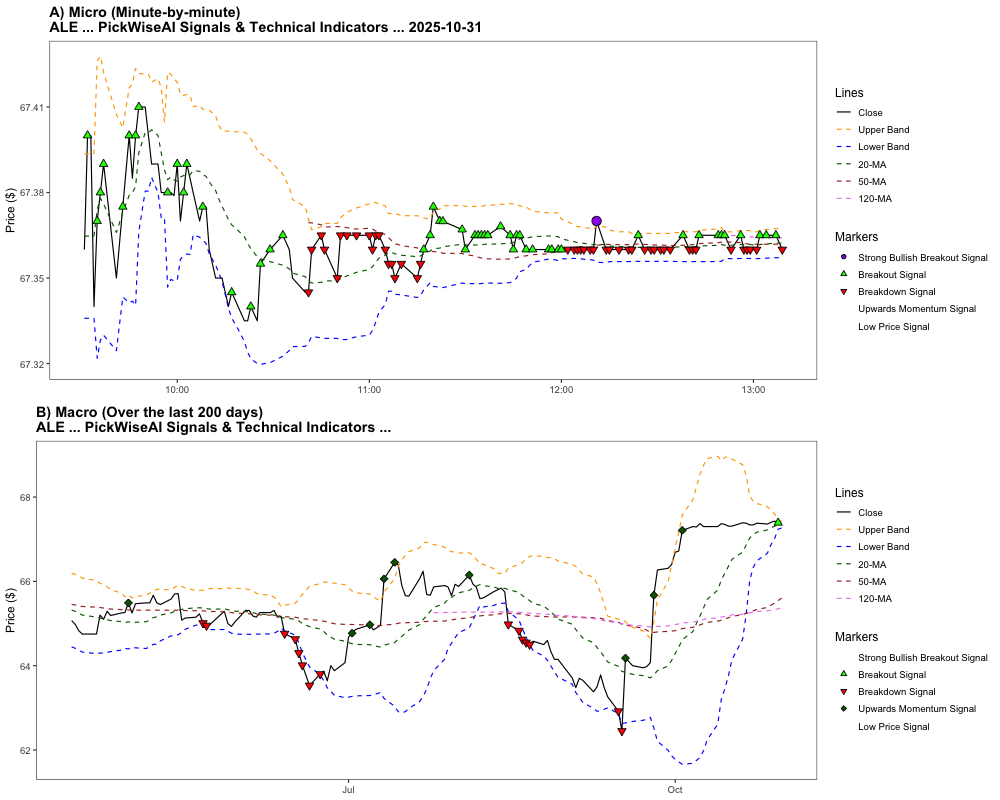 A) Micro (Minute-by-minute)
ALE ... PickWiseAI Signals & Technical Indicators ... 2025-10-31
Price ($)
67.41
67.38
67.35
67.32
10:00
11:00
12:00
13:00
Lines
Close
Upper Band
Lower Band
20-MA
50-MA
120-MA
Markers
Strong Bullish Breakout Signal
Breakout Signal
Breakdown Signal
Upwards Momentum Signal
Low Price Signal
B) Macro (Over the last 200 days)
ALE ... PickWiseAI Signals & Technical Indicators ...
Price ($)
68
66
64
62
Jul
Oct
Lines
Close
Upper Band
Lower Band
20-MA
50-MA
120-MA
Markers
Strong Bullish Breakout Signal
Breakout Signal
Breakdown Signal
Upwards Momentum Signal
Low Price Signal